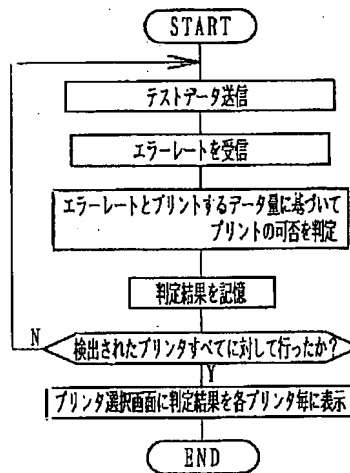 START
テストデータ送信
エラーレートを受信
エラーレートとプリントするデータ量に基づいて
プリントの可否を判定
判定結果を記憶
N
検出されたプリンタすべてに対して行ったか?
Y
プリンタ選択画面に判定結果を各プリンタ毎に表示
END